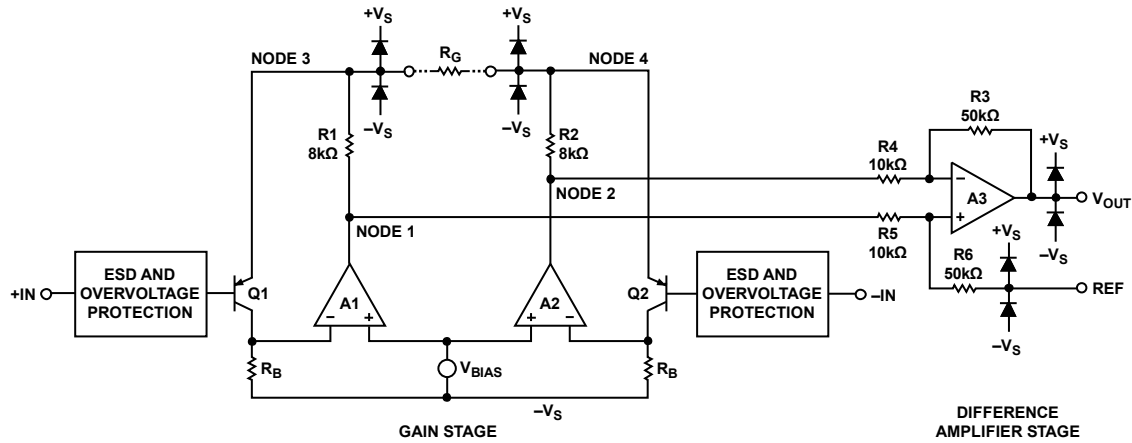 +VS
+VS
NODE 3
RG
NODE 4
–VS
–VS
R1
8kΩ
R2
8kΩ
R3
50kΩ
R4
10kΩ
+VS
NODE 2
–
A3
+
VOUT
NODE 1
R5
10kΩ
+VS
–VS
ESD AND
OVERVOLTAGE
PROTECTION
+IN
Q1
A1
–
+
A2
+
–
Q2
ESD AND
OVERVOLTAGE
PROTECTION
–IN
R6
50kΩ
REF
–VS
RB
VBIAS
RB
–VS
GAIN STAGE
DIFFERENCE
AMPLIFIER STAGE